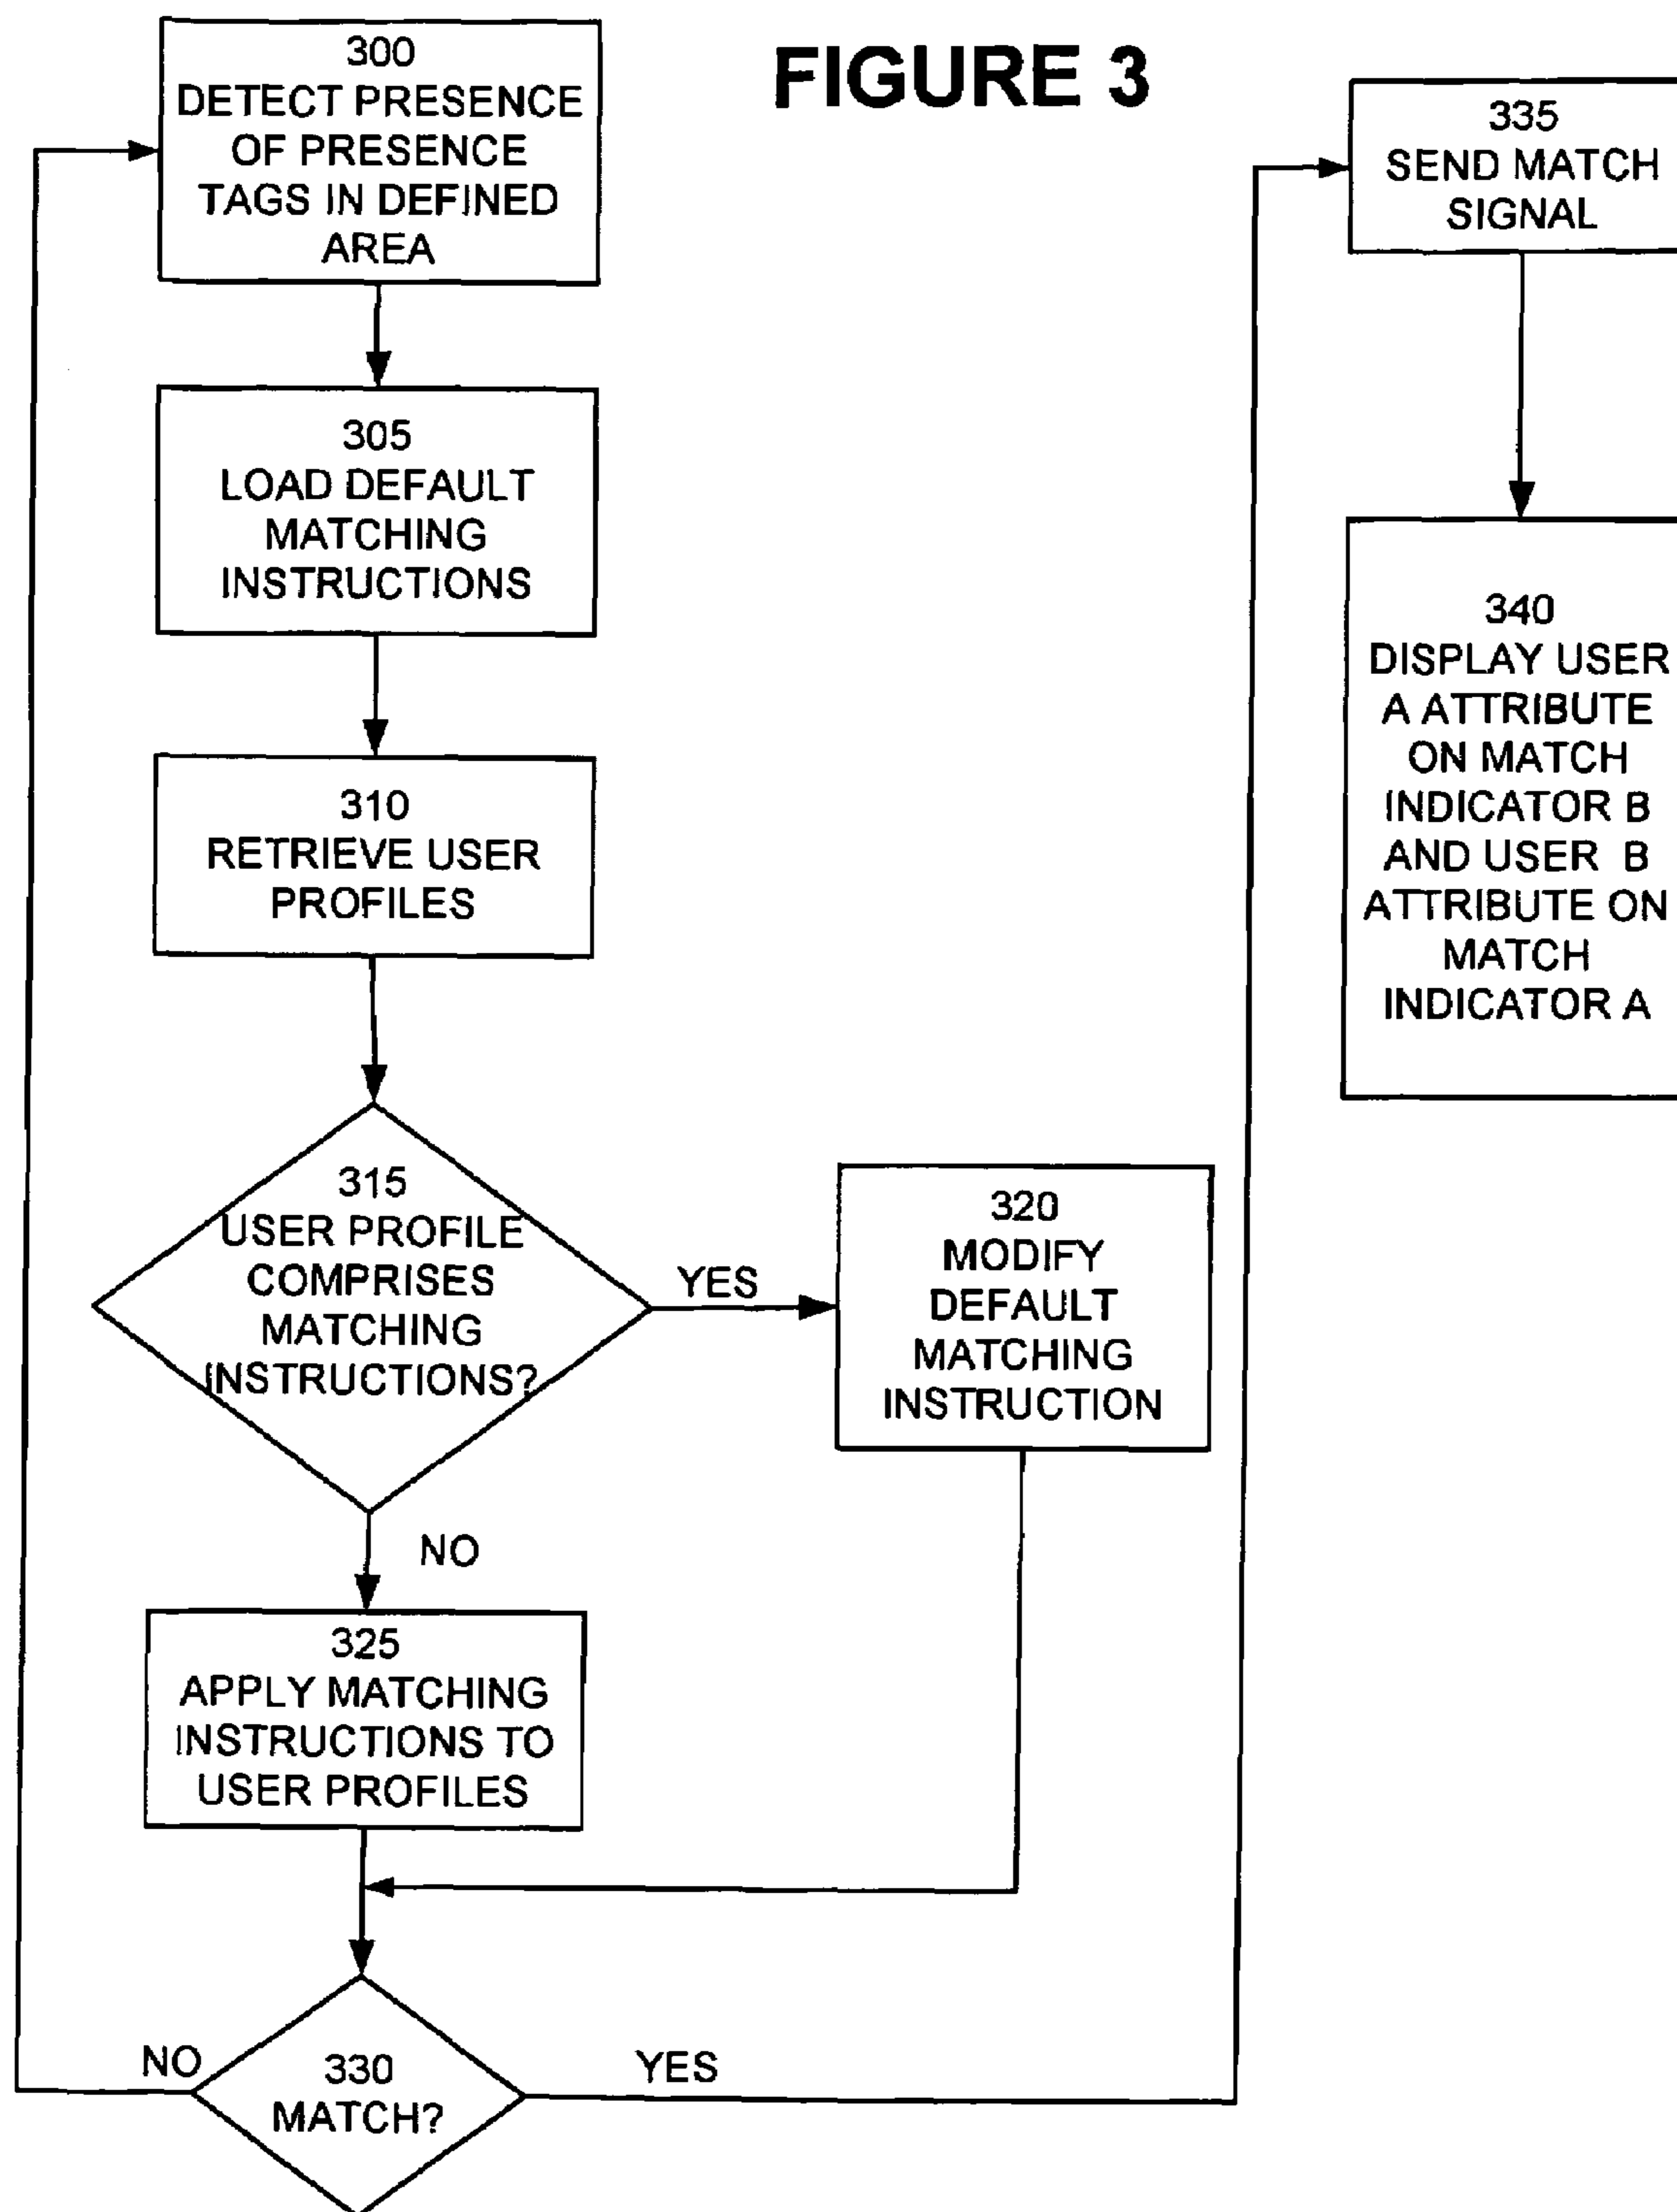 FIGURE 3
300
DETECT PRESENCE
OF PRESENCE
TAGS IN DEFINED
AREA
305
LOAD DEFAULT
MATCHING
INSTRUCTIONS
310
RETRIEVE USER
PROFILES
315
USER PROFILE
COMPRISES
MATCHING
INSTRUCTIONS?
YES
320
MODIFY
DEFAULT
MATCHING
INSTRUCTION
NO
325
APPLY MATCHING
INSTRUCTIONS TO
USER PROFILES
330
MATCH?
NO
YES
335
SEND MATCH
SIGNAL
340
DISPLAY USER
A ATTRIBUTE
ON MATCH
INDICATOR B
AND USER B
ATTRIBUTE ON
MATCH
INDICATOR A